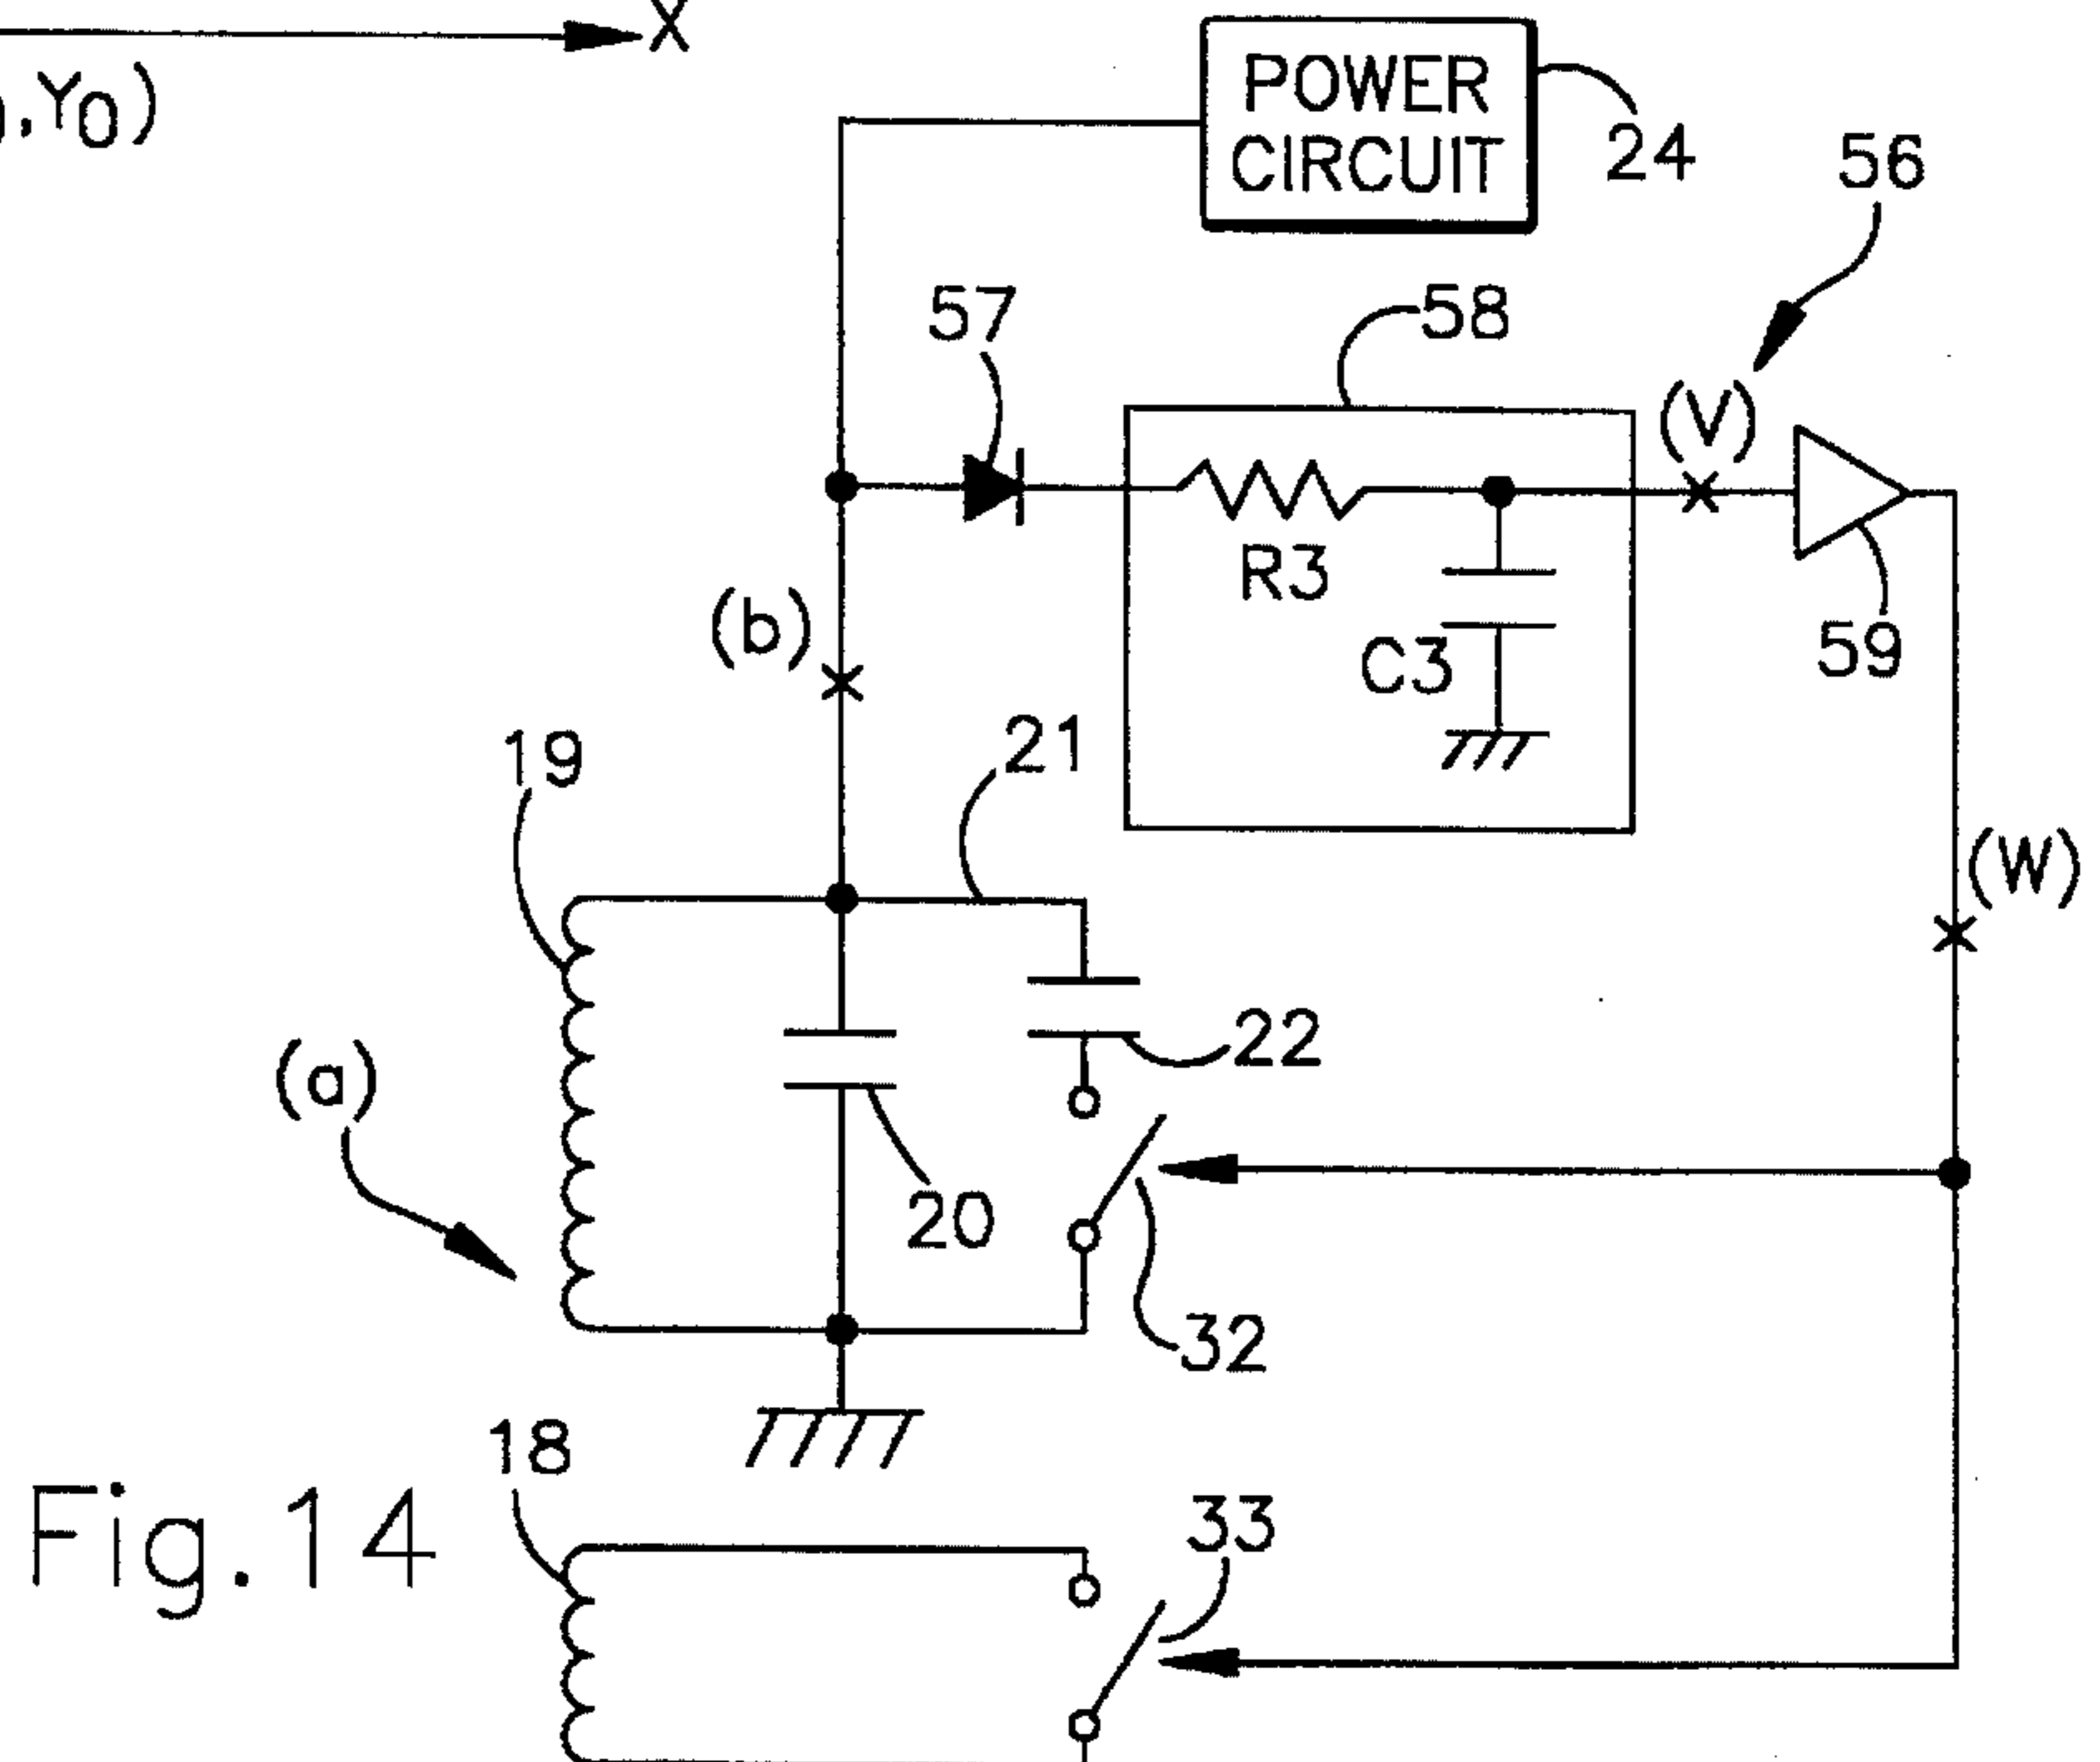 X
,Y0)
POWER
CIRCUIT
24
56
57
58
(V)
R3
C3
59
(b)
19
21
(W)
(a)
22
20
32
18
Fig.14
33